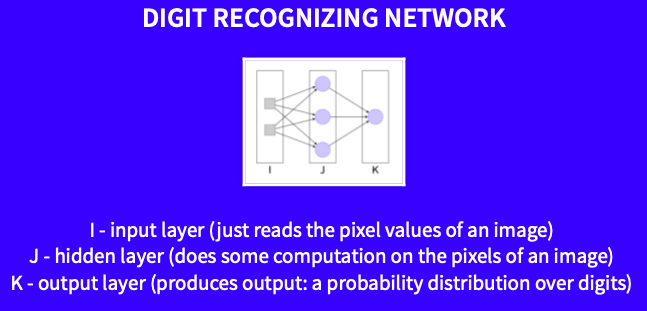 DIGIT RECOGNIZING NETWORK
I J K
I - input layer (just reads the pixel values of an image)
J - hidden layer (does some computation on the pixels of an image)
K - output layer (produces output: a probability distribution over digits)